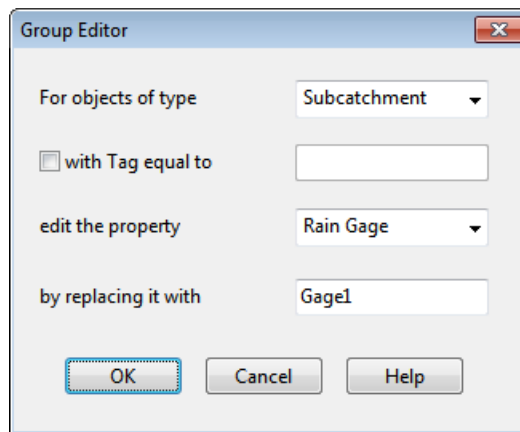 Group Editor
For objects of type Subcatchment
with Tag equal to
edit the property Rain Gage
by replacing it with Gage1
OK Cancel Help